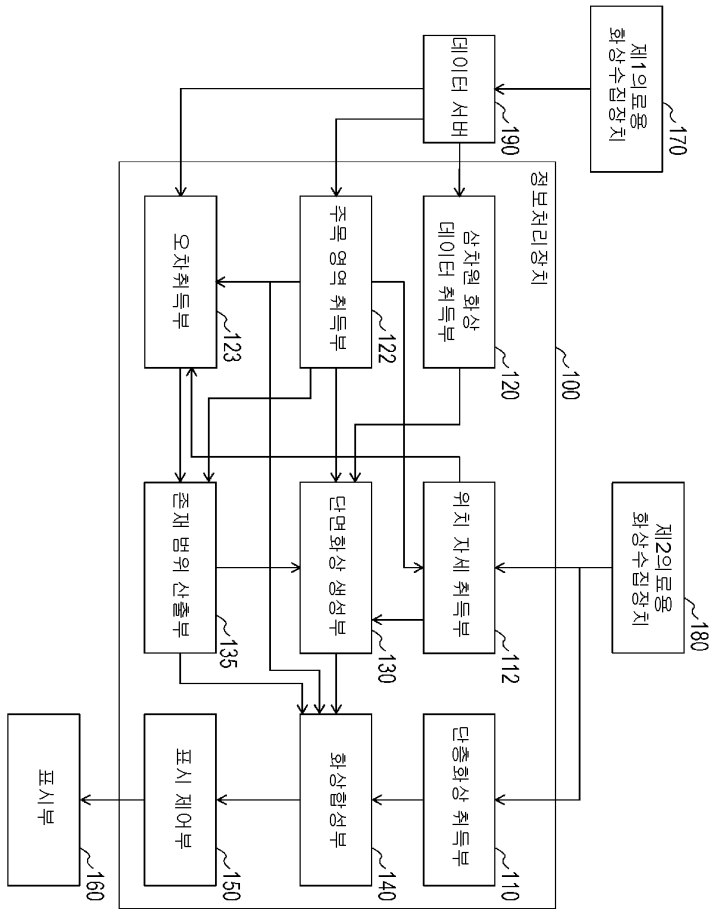 제1의료용
화상수집장치
170
데이터 서버
190
제2의료용
화상수집장치
180
정보처리장치
100
삼차원 화상
데이터 취득부
120
위치 자세 취득부
112
단층화상 취득부
110
주목 영역 취득부
122
단면화상 생성부
130
화상합성부
140
오차취득부
123
존재 범위 산출부
135
표시 제어부
150
표시부
160